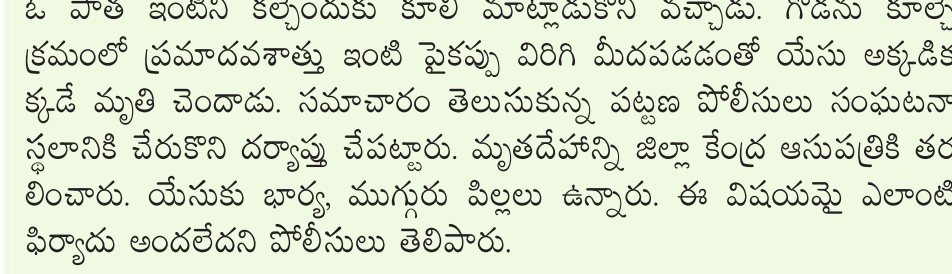 ఓ పాత ఇంటిని కల్చేందుకు కూలి మాట్లాడుకొని వచ్చాడు. గోడను కూల్చే
క్రమంలో ప్రమాదవశాత్తు ఇంటి పైకప్పు విరిగి మీదపడడంతో యేసు అక్కడిక
క్కడే మృతి చెందాడు. సమాచారం తెలుసుకున్న పట్టణ పోలీసులు సంఘటనా
స్థలానికి చేరుకొని దర్యాప్తు చేపట్టారు. మృతదేహాన్ని జిల్లా కేంద్ర ఆసుపత్రికి తర
లించారు. యేసుకు భార్య, ముగ్గురు పిల్లలు ఉన్నారు. ఈ విషయమై ఎలాంటి
ఫిర్యాదు అందలేదని పోలీసులు తెలిపారు.